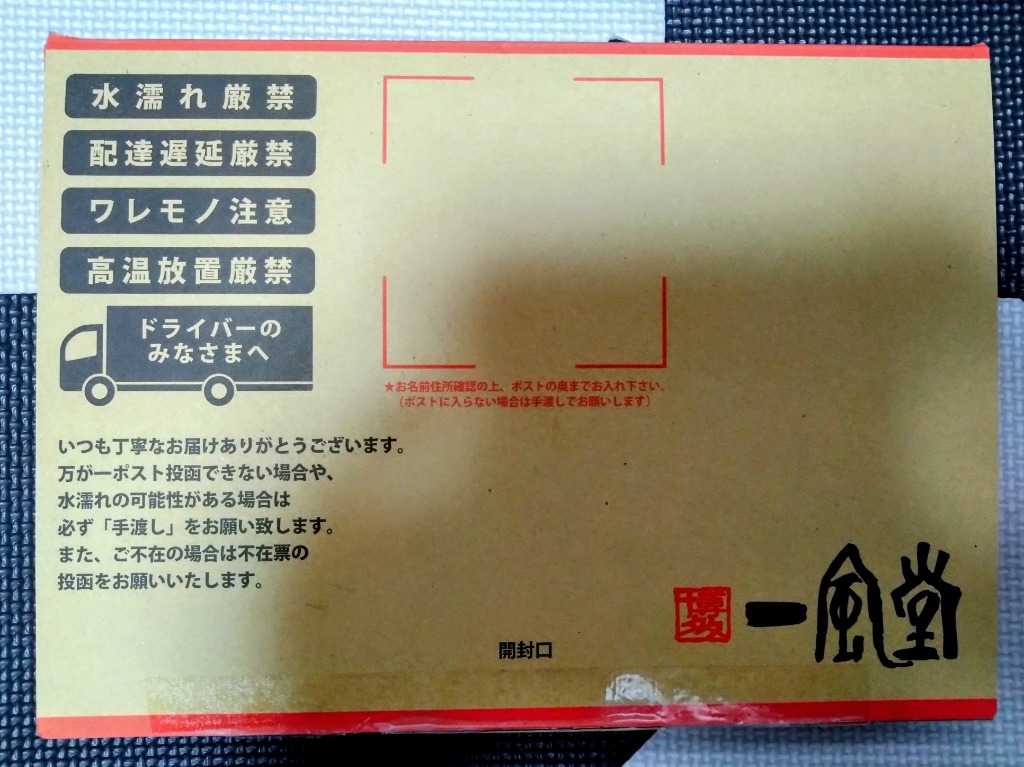 水濡れ厳禁
配達遅延厳禁
ワレモノ注意
高温放置厳禁
ドライバーの
みなさまへ
★お名前住所確認の上、ポストの奥までお入れ下さい。
（ポストに入らない場合は手渡しでお願いします）
いつも丁寧なお届けありがとうございます。
万が一ポスト投函できない場合や、
水濡れの可能性がある場合は
必ず「手渡し」をお願い致します。
また、ご不在の場合は不在票の
投函をお願いいたします。
博多 一風堂
開封口